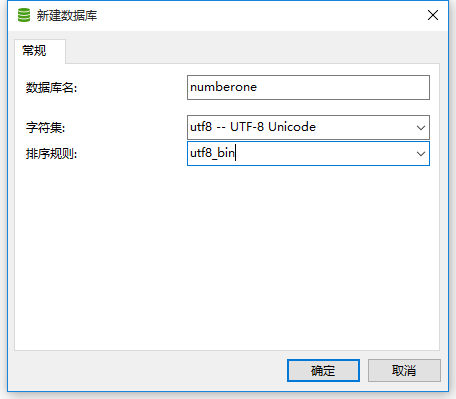 新建数据库
常规
数据库名: numberone
字符集: utf8 -- UTF-8 Unicode
排序规则: utf8_bin
确定 取消